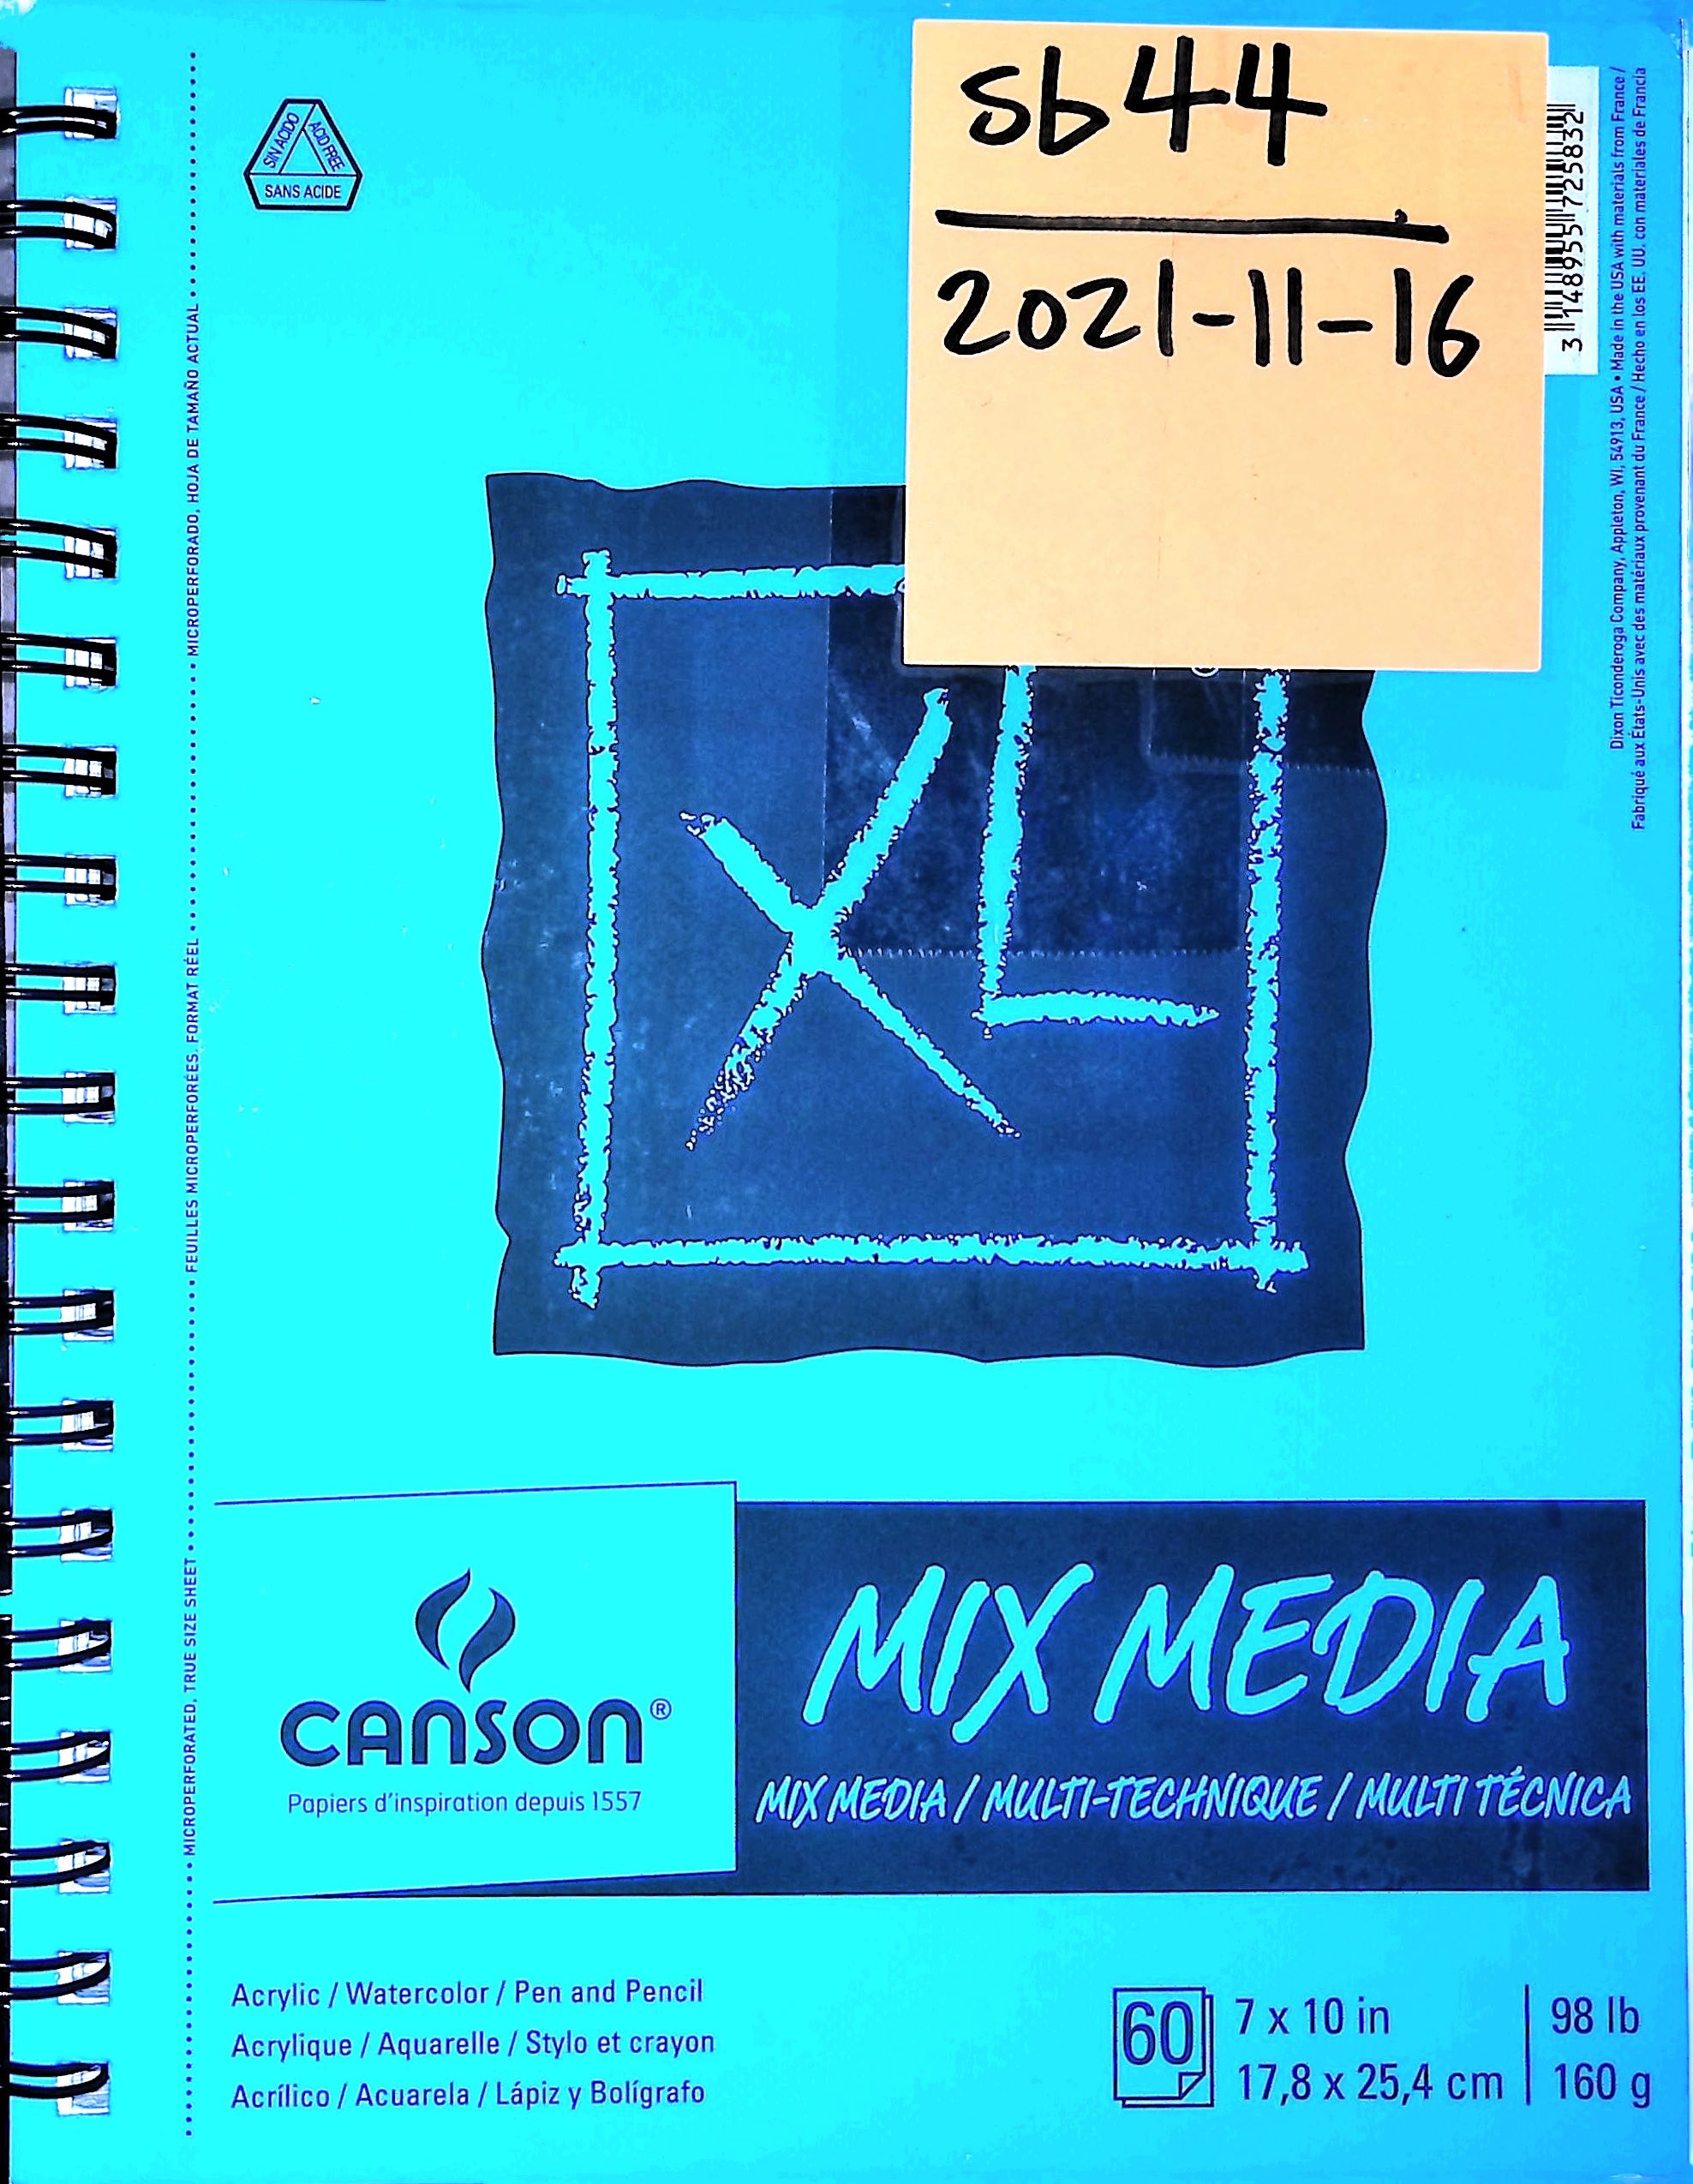 sb44
2021-11-16
SIN ACIDO
ACID FREE
SANS ACIDE
3 148955 725832
Dixon Ticonderoga Company, Appleton, WI, 54913, USA • Made in the USA with materials from France /
Fabriqué aux États-Unis avec des matériaux provenant du France / Hecho en los EE. UU. con materiales de Francia
MICROPERFORATED, TRUE SIZE SHEET • FEUILLES MICROPERFORÉES, FORMAT RÉEL • MICROPERFORADO, HOJA DE TAMAÑO ACTUAL
XL
CANSON®
Papiers d'inspiration depuis 1557
MIX MEDIA
MIX MEDIA / MULTI-TECHNIQUE / MULTI TÉCNICA
Acrylic / Watercolor / Pen and Pencil
Acrylique / Aquarelle / Stylo et crayon
Acrílico / Acuarela / Lápiz y Bolígrafo
60
7 x 10 in
17,8 x 25,4 cm
98 lb
160 g